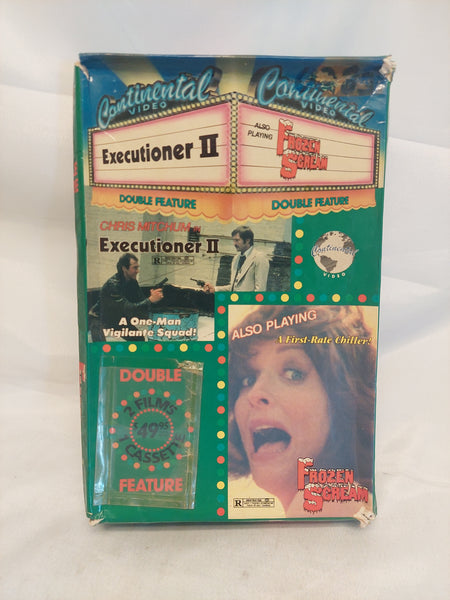 Continental
VIDEO
Continental
VIDEO
Executioner II
ALSO
PLAYING
FROZEN
SCREAM
DOUBLE FEATURE
DOUBLE FEATURE
CHRIS MITCHUM in
Executioner II
R
A One-Man
Vigilante Squad!
Continental
VIDEO
ALSO PLAYING
A First-Rate Chiller!
DOUBLE
2 FILMS
49.95
1 CASSETTE
FEATURE
FROZEN
SCREAM
R